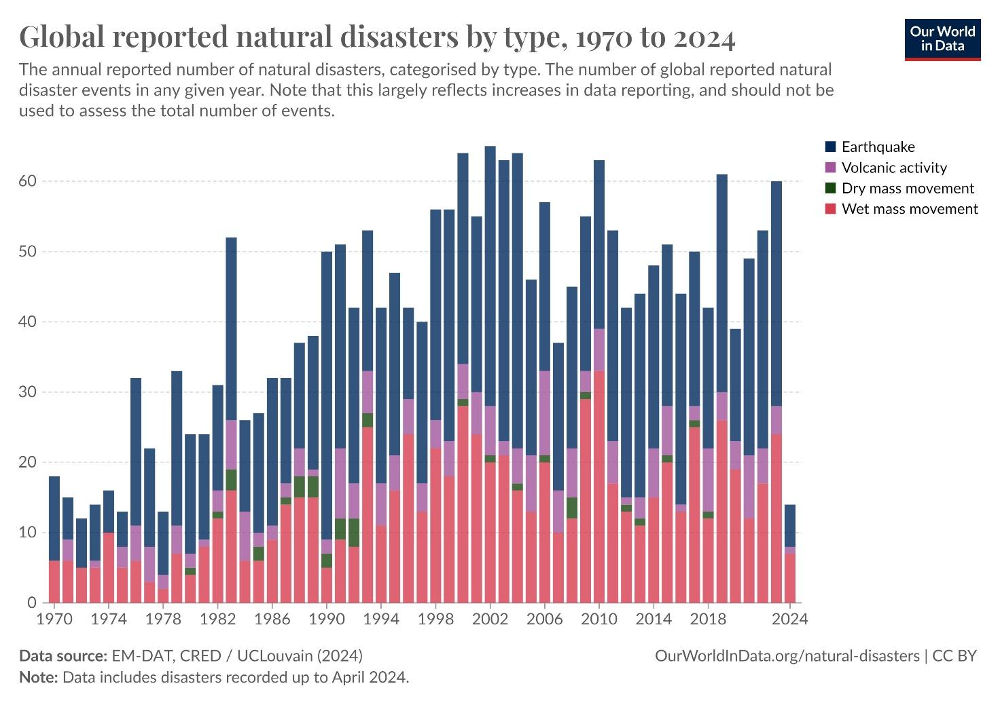 Global reported natural disasters by type, 1970 to 2024
Our World
in Data
The annual reported number of natural disasters, categorised by type. The number of global reported natural
disaster events in any given year. Note that this largely reflects increases in data reporting, and should not be
used to assess the total number of events.
Earthquake
Volcanic activity
Dry mass movement
Wet mass movement
60
50
40
30
20
10
0
1970 1974 1978 1982 1986 1990 1994 1998 2002 2006 2010 2014 2018 2024
Data source: EM-DAT, CRED / UCLouvain (2024)
OurWorldInData.org/natural-disasters | CC BY
Note: Data includes disasters recorded up to April 2024.